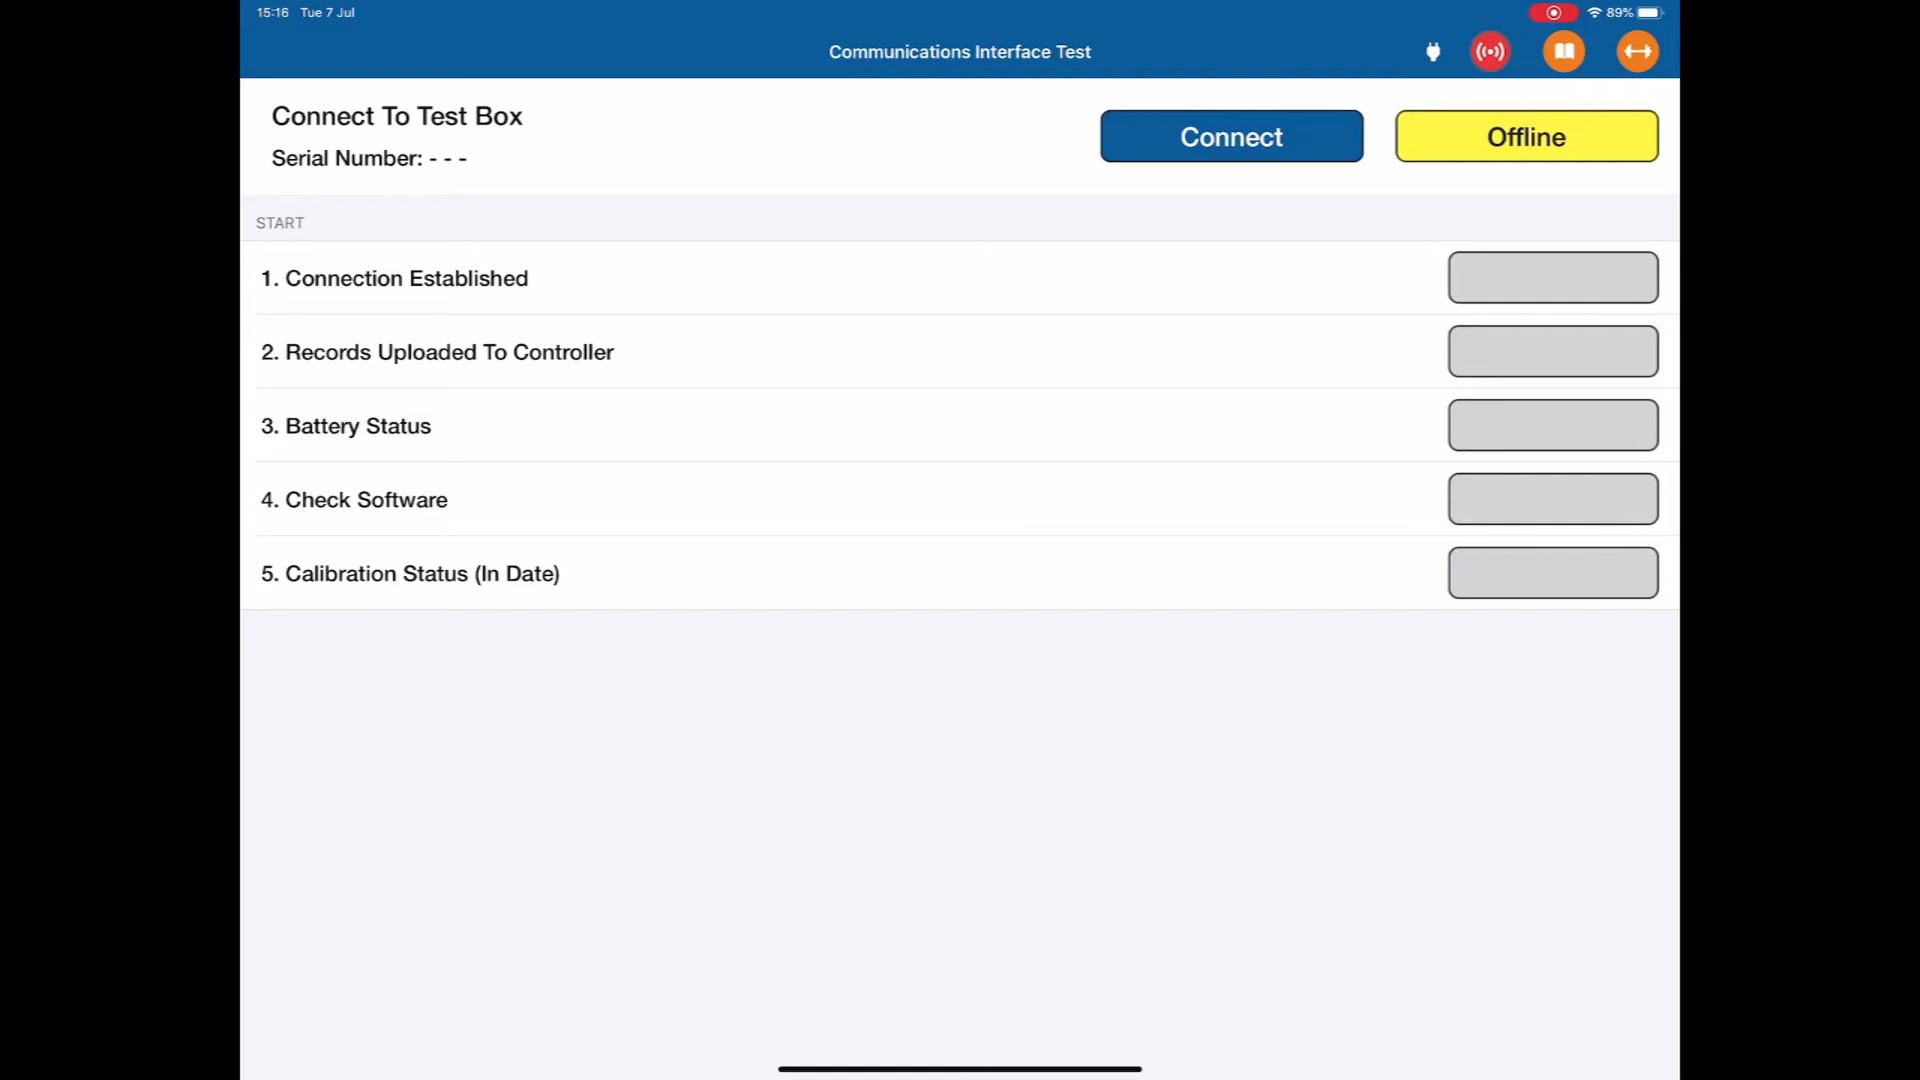 15:16 Tue 7 Jul
89%
Communications Interface Test
Connect To Test Box
Serial Number: - - -
Connect
Offline
START
1. Connection Established
2. Records Uploaded To Controller
3. Battery Status
4. Check Software
5. Calibration Status (In Date)